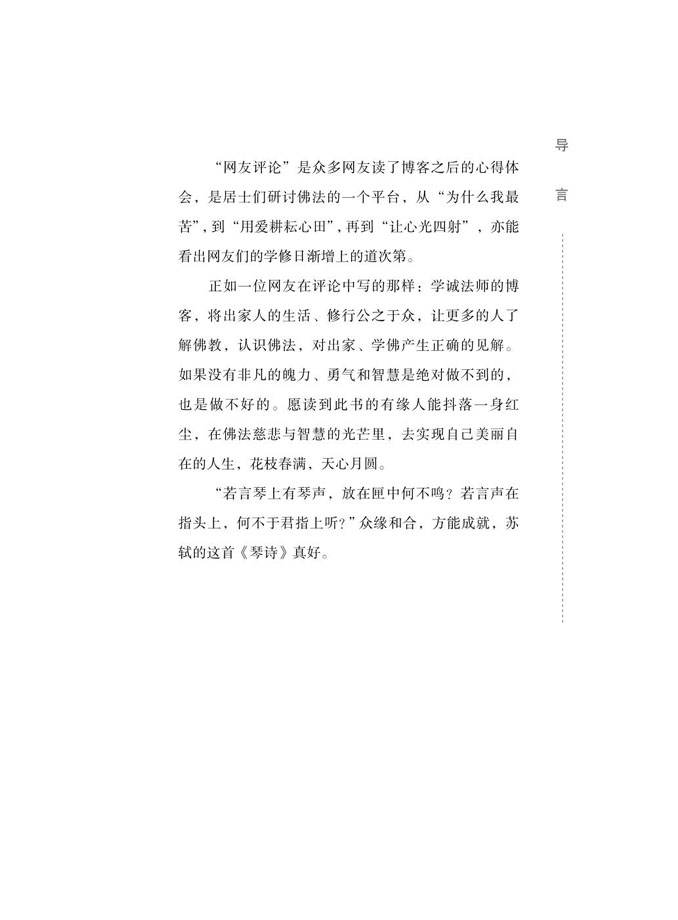 导
言
“网友评论”是众多网友读了博客之后的心得体
会，是居士们研讨佛法的一个平台，从“为什么我最
苦”，到“用爱耕耘心田”，再到“让心光四射”，亦能
看出网友们的学修日渐增上的道次第。
正如一位网友在评论中写的那样：学诚法师的博
客，将出家人的生活、修行公之于众，让更多的人了
解佛教，认识佛法，对出家、学佛产生正确的见解。
如果没有非凡的魄力、勇气和智慧是绝对做不到的，
也是做不好的。愿读到此书的有缘人能抖落一身红
尘，在佛法慈悲与智慧的光芒里，去实现自己美丽自
在的人生，花枝春满，天心月圆。
“若言琴上有琴声，放在匣中何不鸣？若言声在
指头上，何不于君指上听？”众缘和合，方能成就，苏
轼的这首《琴诗》真好。